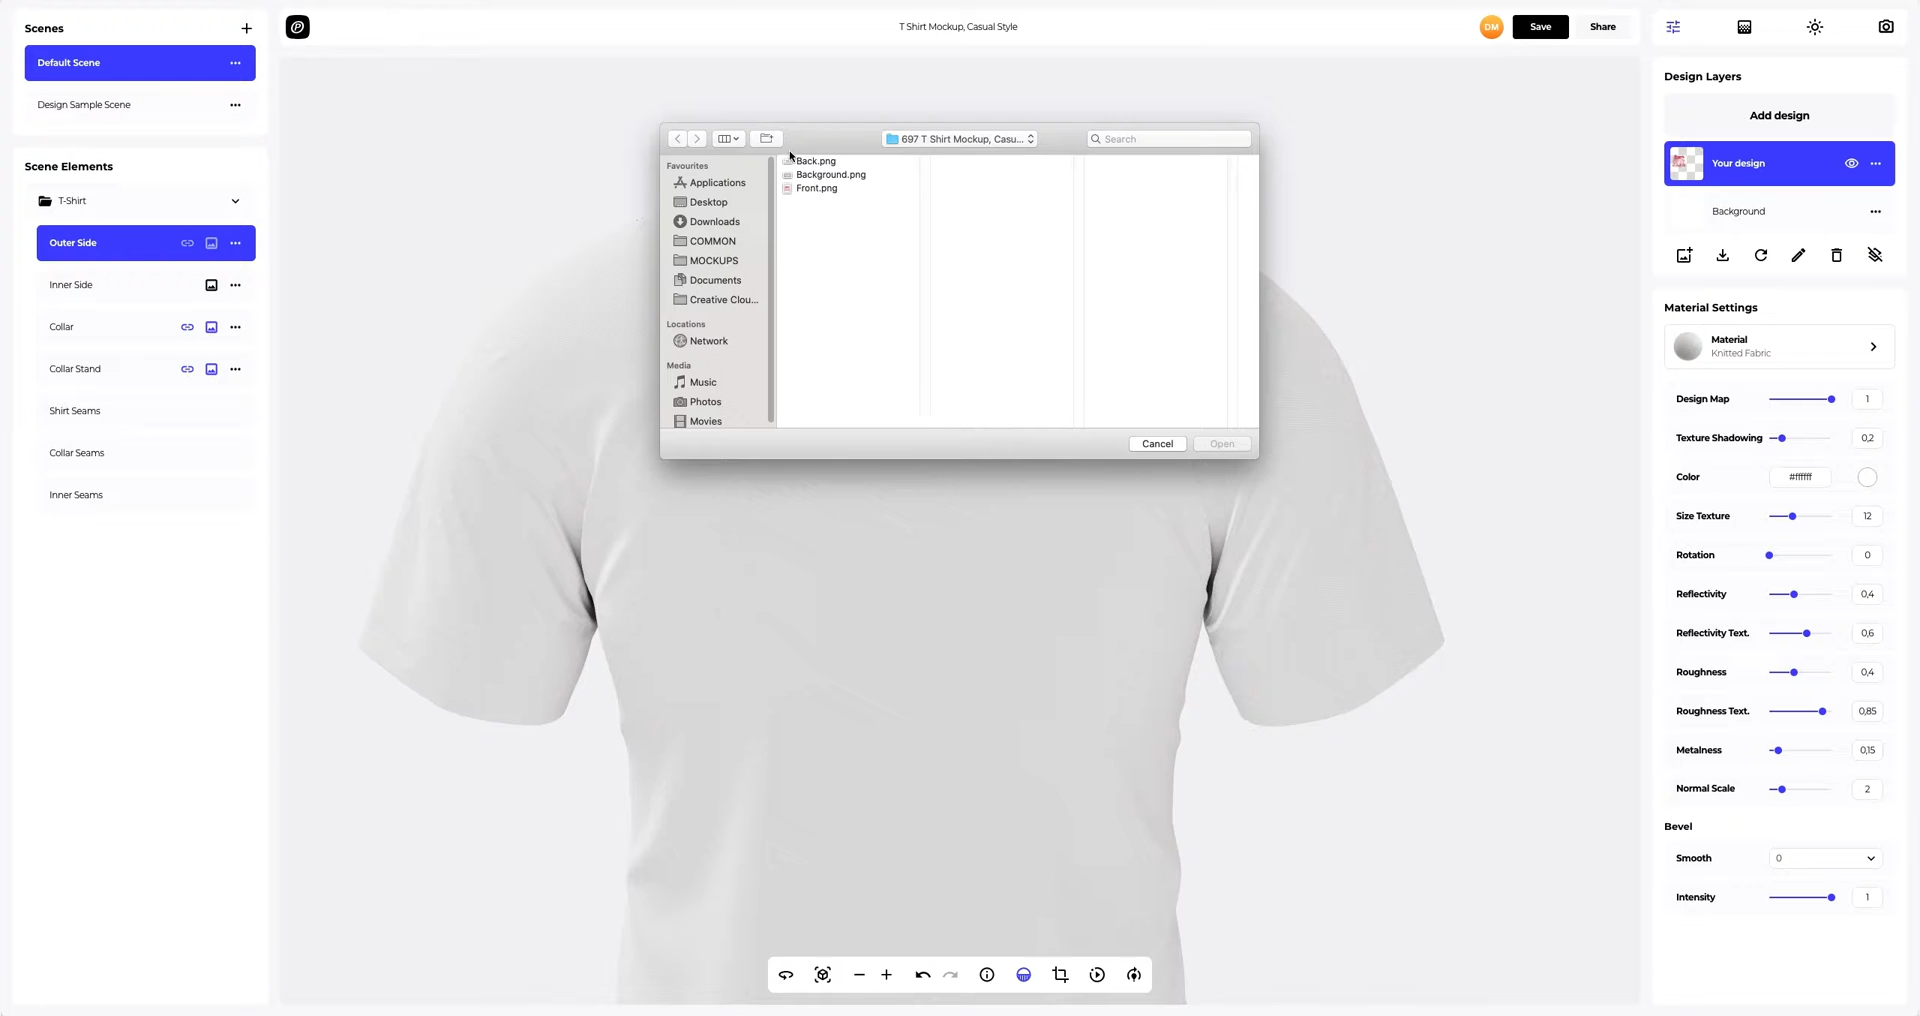 Scenes
Default Scene
Design Sample Scene
Scene Elements
T-Shirt
Outer Side
Inner Side
Collar
Collar Stand
Shirt Seams
Collar Seams
Inner Seams
T Shirt Mockup, Casual Style
DM
Save
Share
697 T Shirt Mockup, Casu...
Search
Favourites
Applications
Desktop
Downloads
COMMON
MOCKUPS
Documents
Creative Clou...
Locations
Network
Media
Music
Photos
Movies
Back.png
Background.png
Front.png
Cancel
Open
Design Layers
Add design
Your design
Background
Material Settings
Material
Knitted Fabric
Design Map 1
Texture Shadowing 0,2
Color #ffffff
Size Texture 12
Rotation 0
Reflectivity 0,4
Reflectivity Text. 0,6
Roughness 0,4
Roughness Text. 0,85
Metalness 0,15
Normal Scale 2
Bevel
Smooth 0
Intensity 1